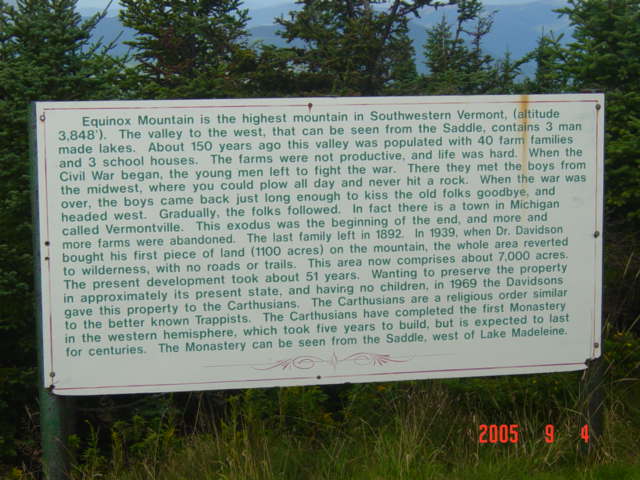 Equinox Mountain is the highest mountain in Southwestern Vermont, (altitude
3,848'). The valley to the west, that can be seen from the Saddle, contains 3 man
made lakes. About 150 years ago this valley was populated with 40 farm families
and 3 school houses. The farms were not productive, and life was hard. When the
Civil War began, the young men left to fight the war. There they met the boys from
the midwest, where you could plow all day and never hit a rock. When the war was
over, the boys came back just long enough to kiss the old folks goodbye, and
headed west. Gradually, the folks followed. In fact there is a town in Michigan
called Vermontville. This exodus was the beginning of the end, and more and
more farms were abandoned. The last family left in 1892. In 1939, when Dr. Davidson
bought his first piece of land (1100 acres) on the mountain, the whole area reverted
to wilderness, with no roads or trails. This area now comprises about 7,000 acres.
The present development took about 51 years. Wanting to preserve the property
in approximately its present state, and having no children, in 1969 the Davidsons
gave this property to the Carthusians. The Carthusians are a religious order similar
to the better known Trappists. The Carthusians have completed the first Monastery
in the western hemisphere, which took five years to build, but is expected to last
for centuries. The Monastery can be seen from the Saddle, west of Lake Madeleine.
2005 9 4